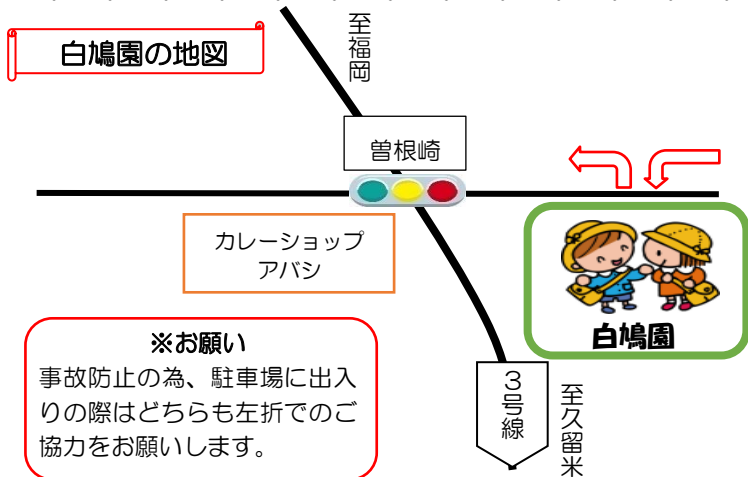 白鳩園の地図
至福岡
曽根崎
カレーショップ
アバシ
白鳩園
※お願い
事故防止の為、駐車場に出入
りの際はどちらも左折でのご
協力をお願いします。
3号線
至久留米